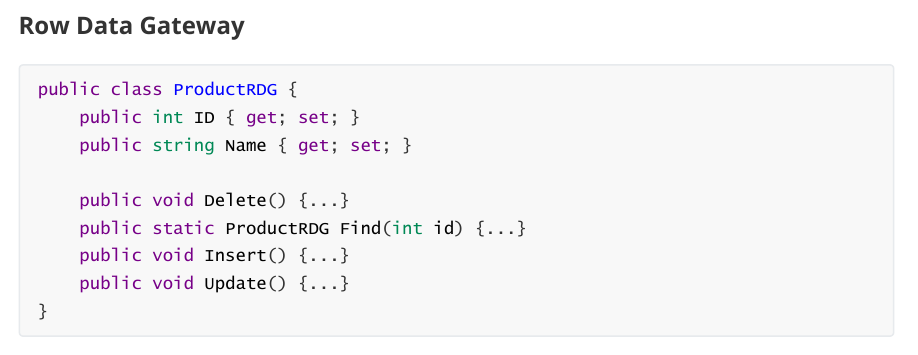 Row Data Gateway
public class ProductRDG {
    public int ID { get; set; }
    public string Name { get; set; }
    public void Delete() {...}
    public static ProductRDG Find(int id) {...}
    public void Insert() {...}
    public void Update() {...}
}